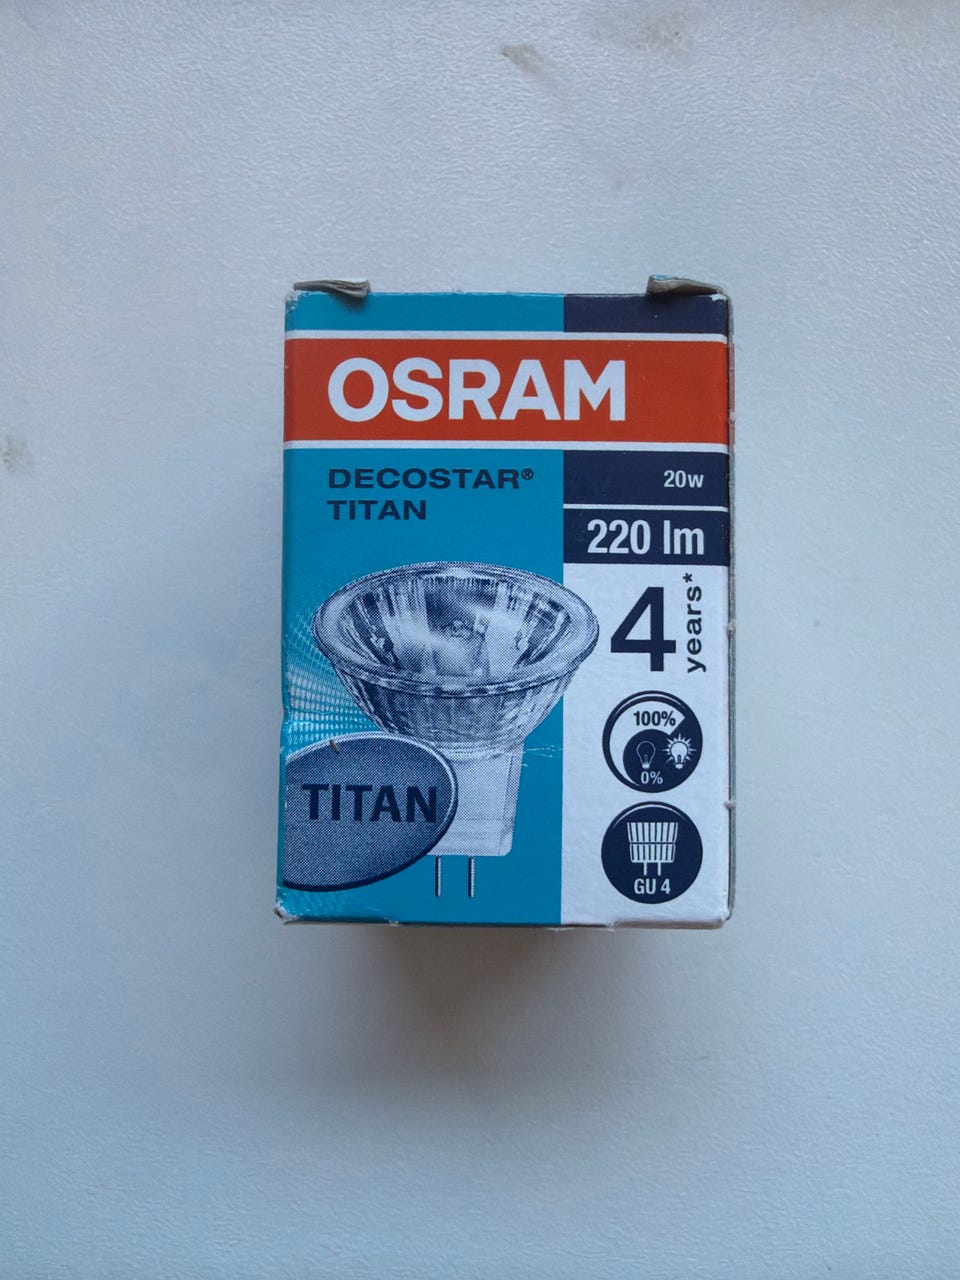 OSRAM
DECOSTAR®
TITAN
20w
220 lm
4 years*
100%
0%
TITAN
GU 4